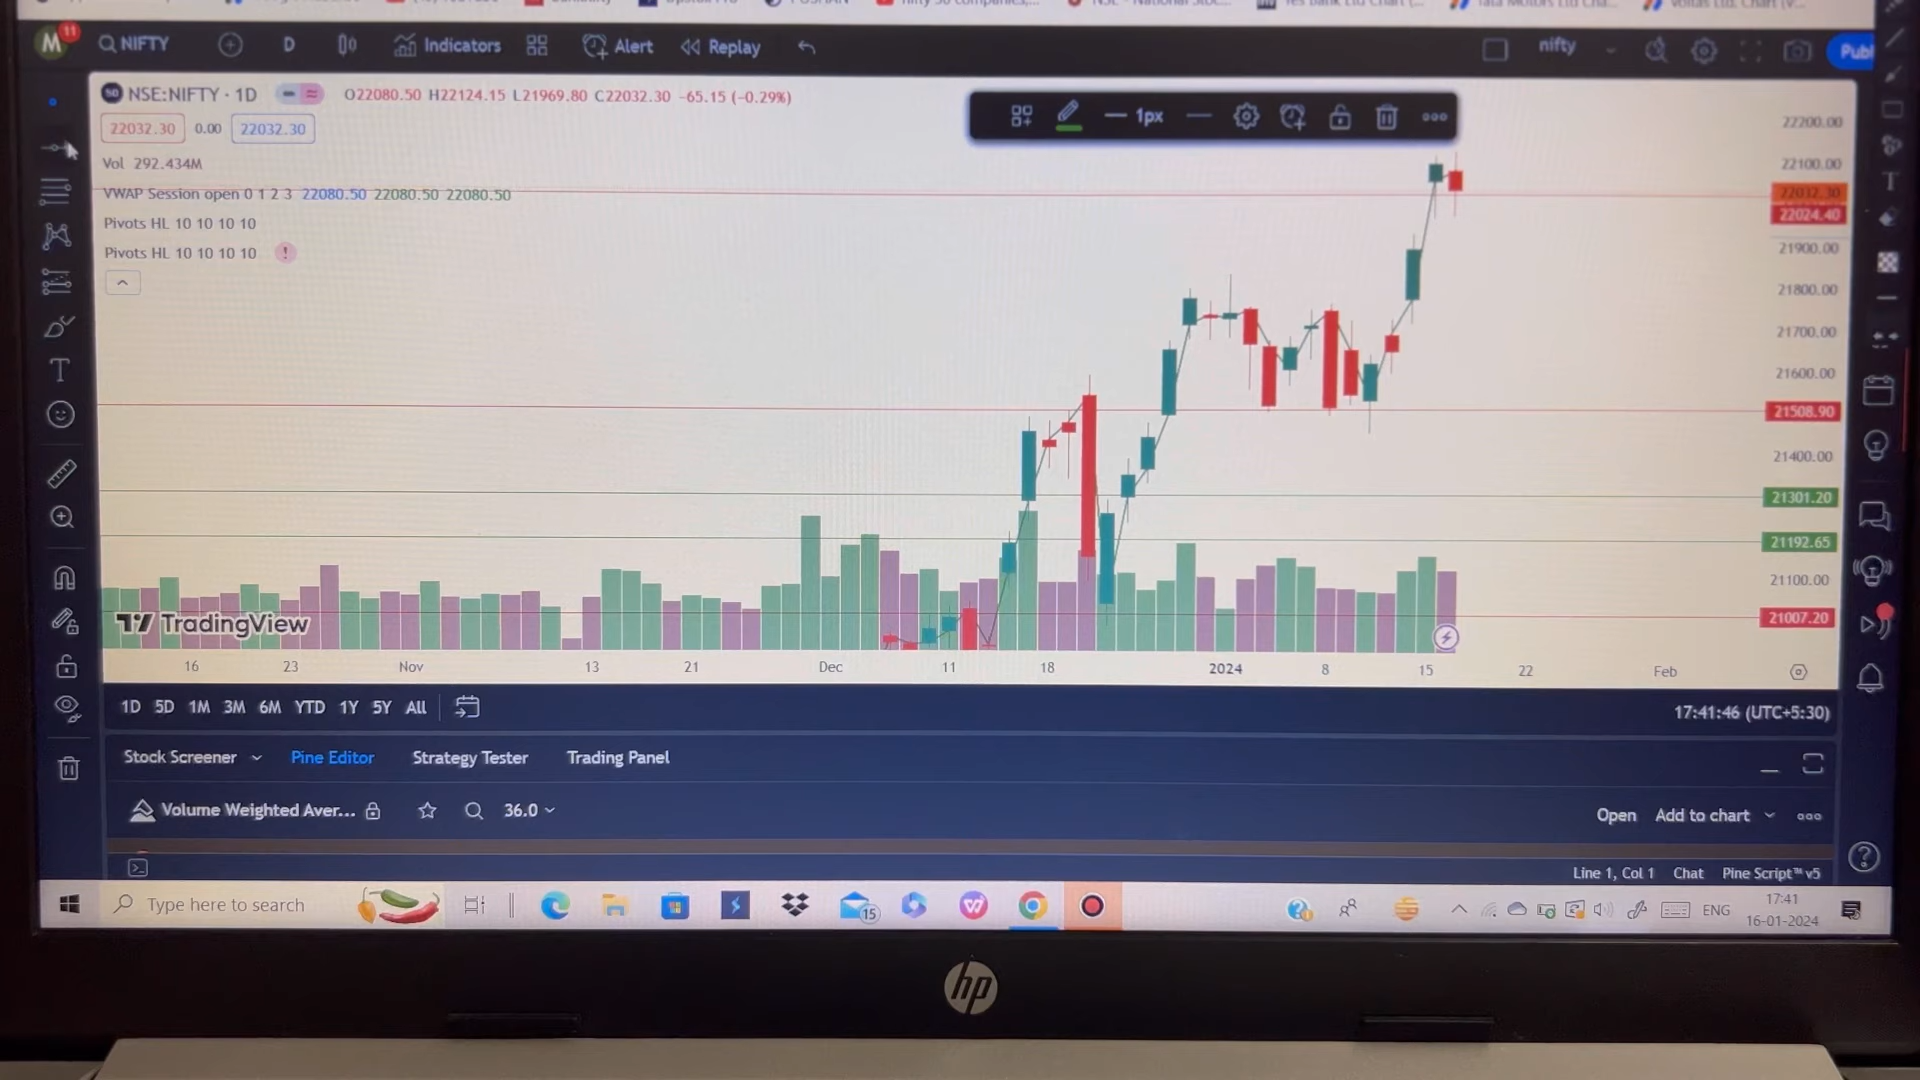 M 11 NIFTY D Indicators Alert Replay nifty Publ
50 NSE:NIFTY · 1D O22080.50 H22124.15 L21969.80 C22032.30 -65.15 (-0.29%) 1px
22032.30 0.00 22032.30
Vol 292.434M
VWAP Session open 0 1 2 3 22080.50 22080.50 22080.50
Pivots HL 10 10 10 10
Pivots HL 10 10 10 10 !
22200.00
22100.00
22032.30
22024.40
21900.00
21800.00
21700.00
21600.00
21508.90
21400.00
21301.20
21192.65
21100.00
21007.20
TradingView
16 23 Nov 13 21 Dec 11 18 2024 8 15 22 Feb
1D 5D 1M 3M 6M YTD 1Y 5Y All 17:41:46 (UTC+5:30)
Stock Screener Pine Editor Strategy Tester Trading Panel
Volume Weighted Aver... 36.0 Open Add to chart
Line 1, Col 1 Chat Pine Script™ v5
Type here to search 15 ENG 17:41
16-01-2024
hp